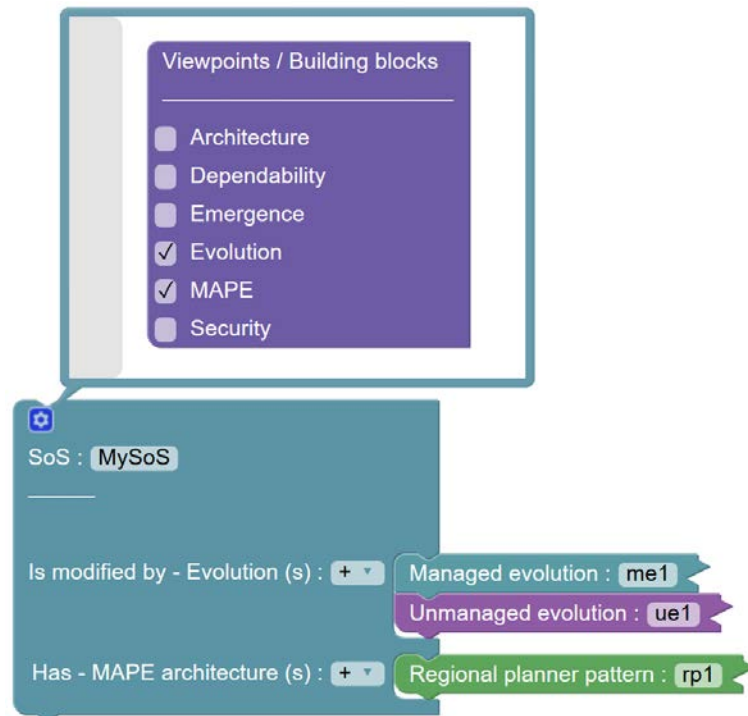 Viewpoints / Building blocks
Architecture
Dependability
Emergence
✓ Evolution
✓ MAPE
Security
SoS : MySoS
Is modified by - Evolution (s) : + ▼ Managed evolution : me1
Unmanaged evolution : ue1
Has - MAPE architecture (s) : + ▼ Regional planner pattern : rp1